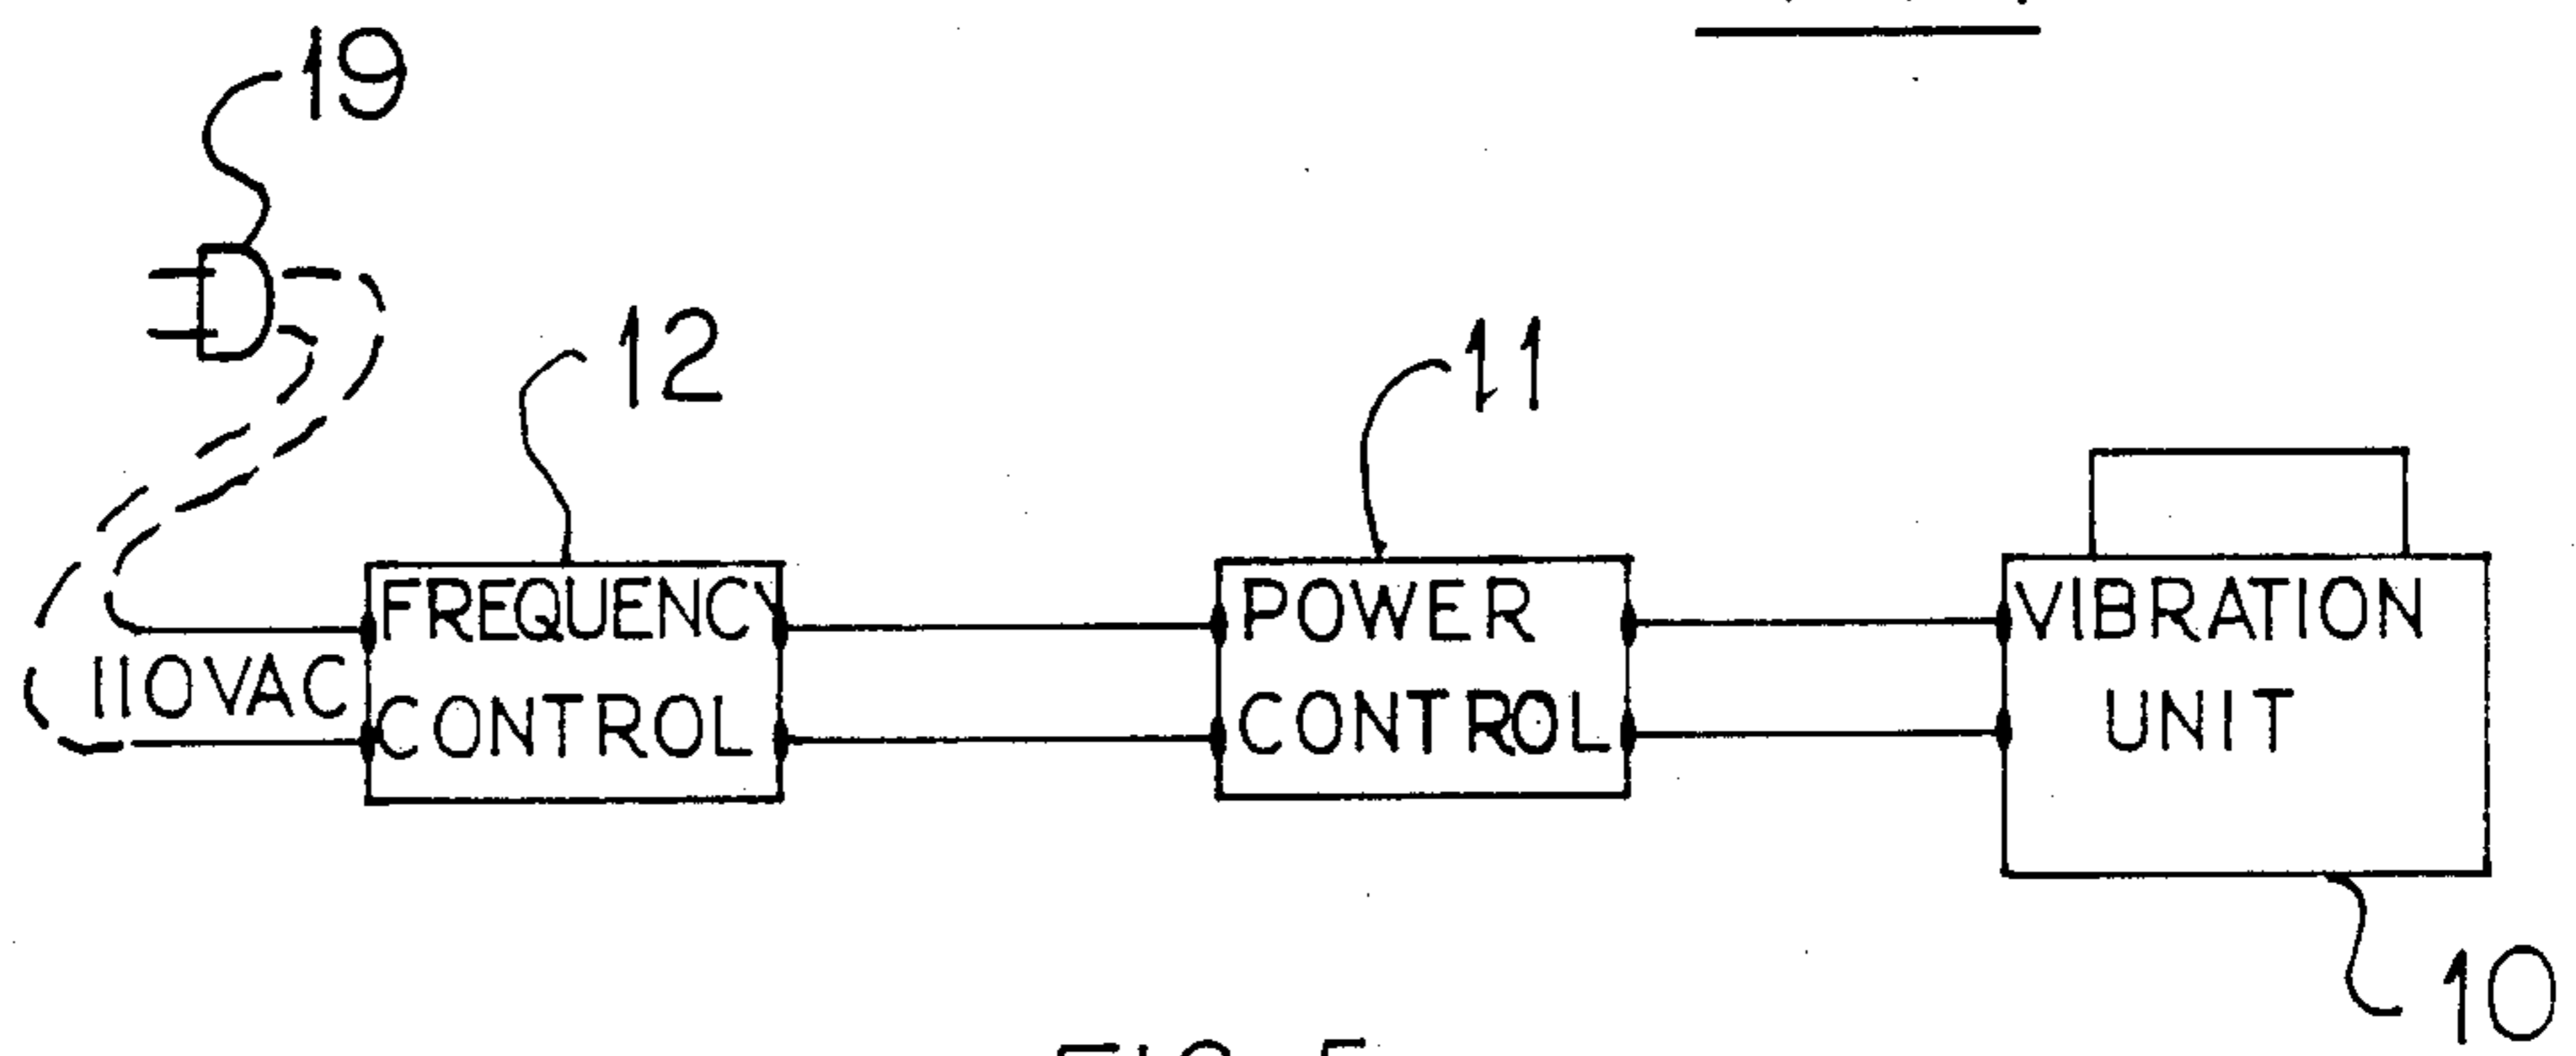 19
12
11
FREQUENCY
CONTROL
110VAC
POWER
CONTROL
VIBRATION
UNIT
10